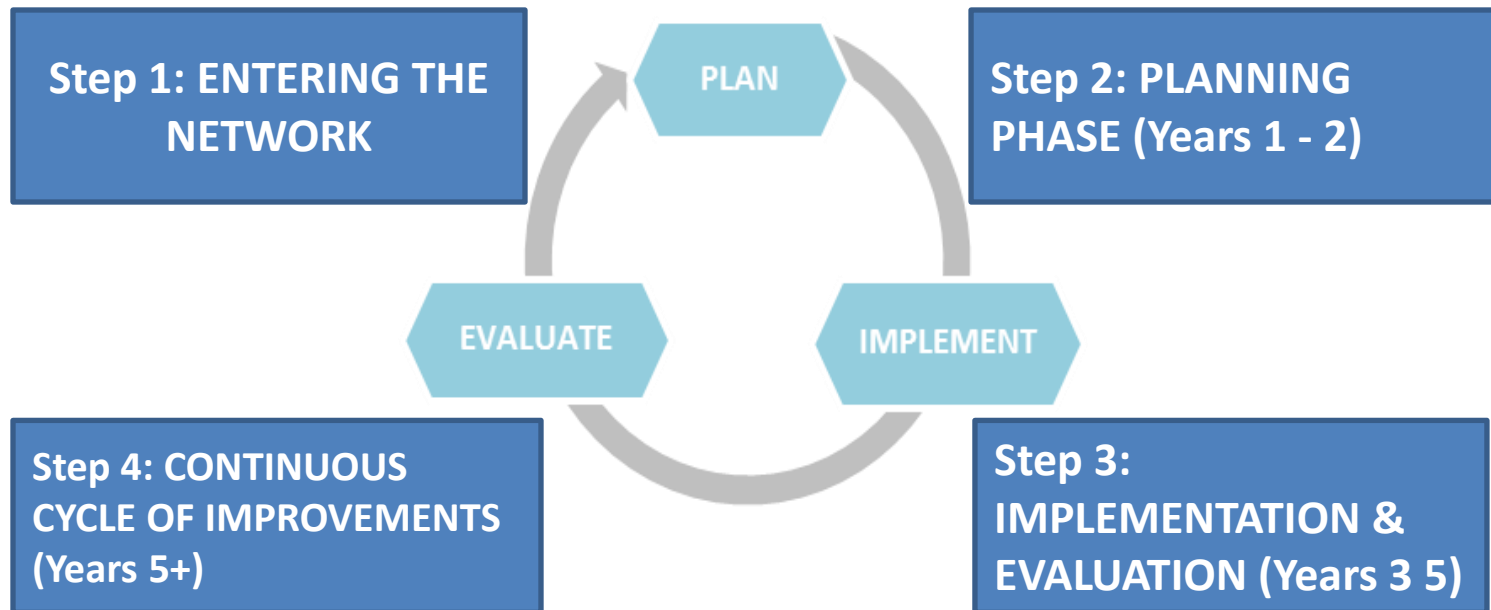 Step 1: ENTERING THE
NETWORK
PLAN
Step 2: PLANNING
PHASE (Years 1 - 2)
EVALUATE
IMPLEMENT
Step 4: CONTINUOUS
CYCLE OF IMPROVEMENTS
(Years 5+)
Step 3:
IMPLEMENTATION &
EVALUATION (Years 3 5)